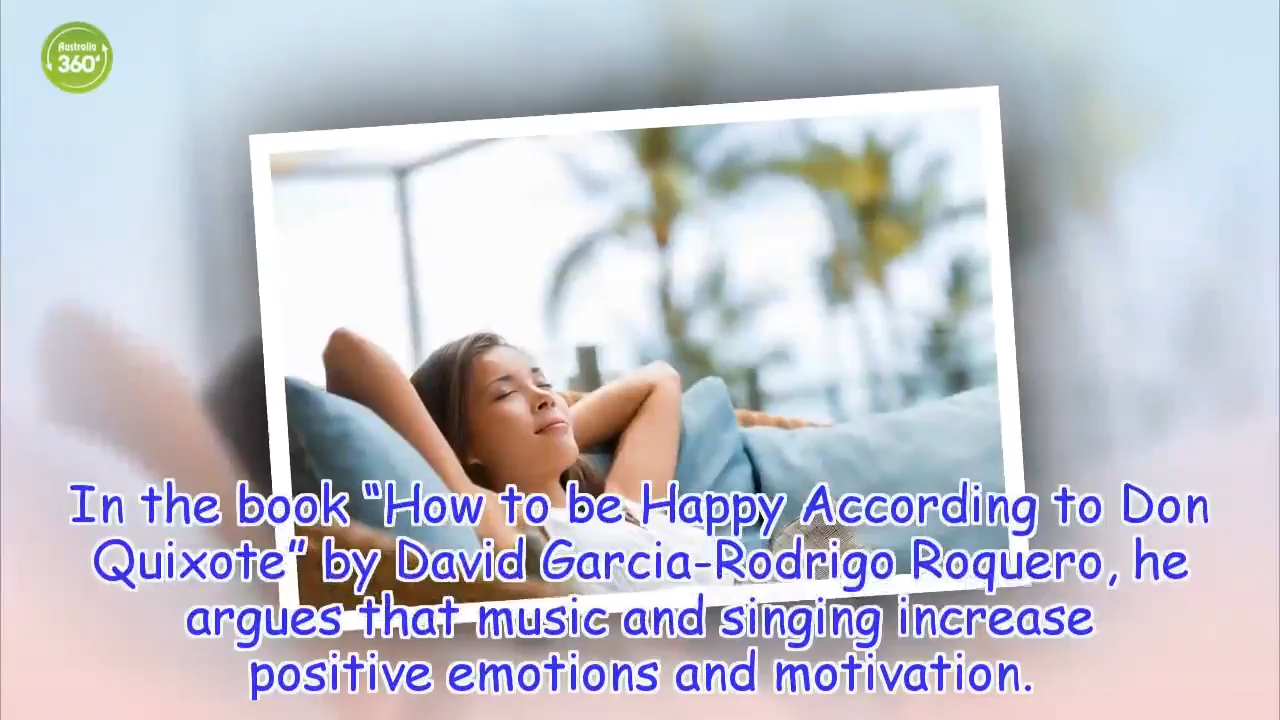 Australia
360°
In the book “How to be Happy According to Don
Quixote” by David Garcia-Rodrigo Roquero, he
argues that music and singing increase
positive emotions and motivation.